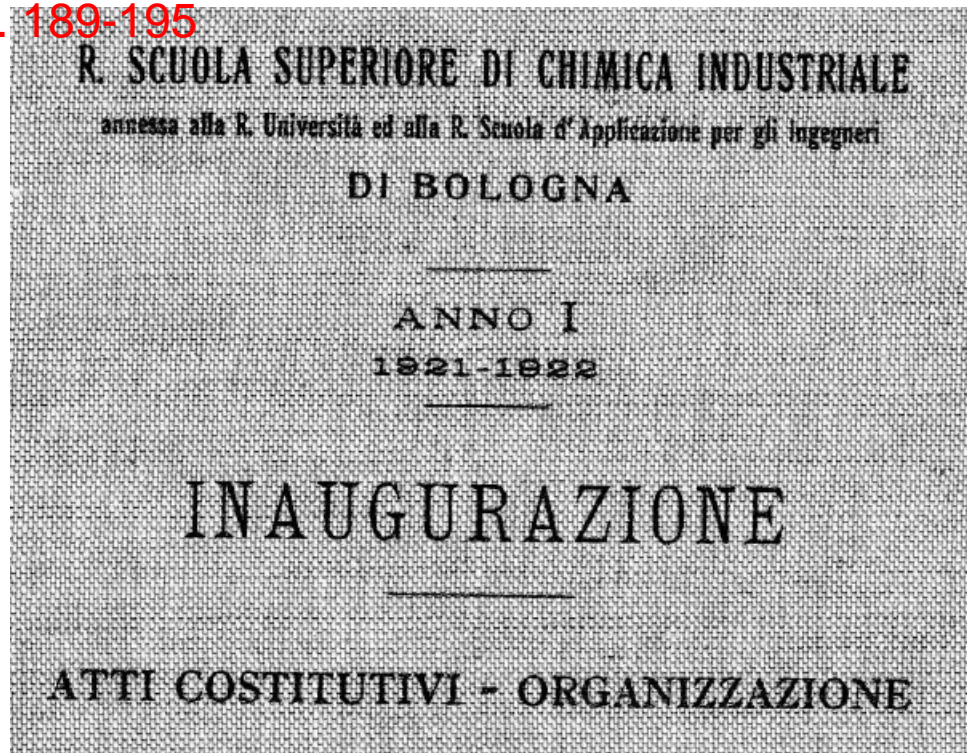 . 189-195
R. SCUOLA SUPERIORE DI CHIMICA INDUSTRIALE
annessa alla R. Università ed alla R. Scuola d' Applicazione per gli Ingegneri
DI BOLOGNA
ANNO I
1921-1922
INAUGURAZIONE
ATTI COSTITUTIVI - ORGANIZZAZIONE